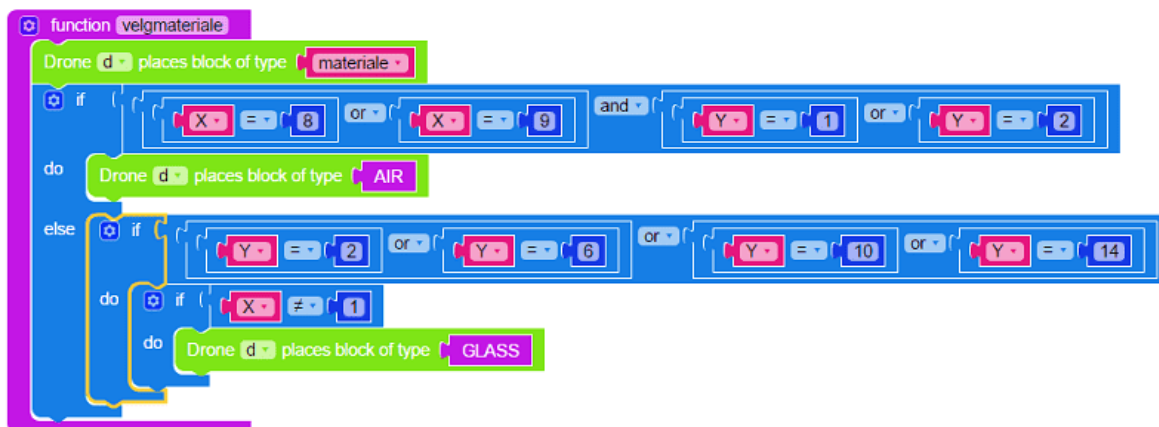 function velgmateriale
Drone d places block of type materiale
if X = 8 or X = 9 and Y = 1 or Y = 2
do Drone d places block of type AIR
else if Y = 2 or Y = 6 or Y = 10 or Y = 14
do if X ≠ 1
do Drone d places block of type GLASS